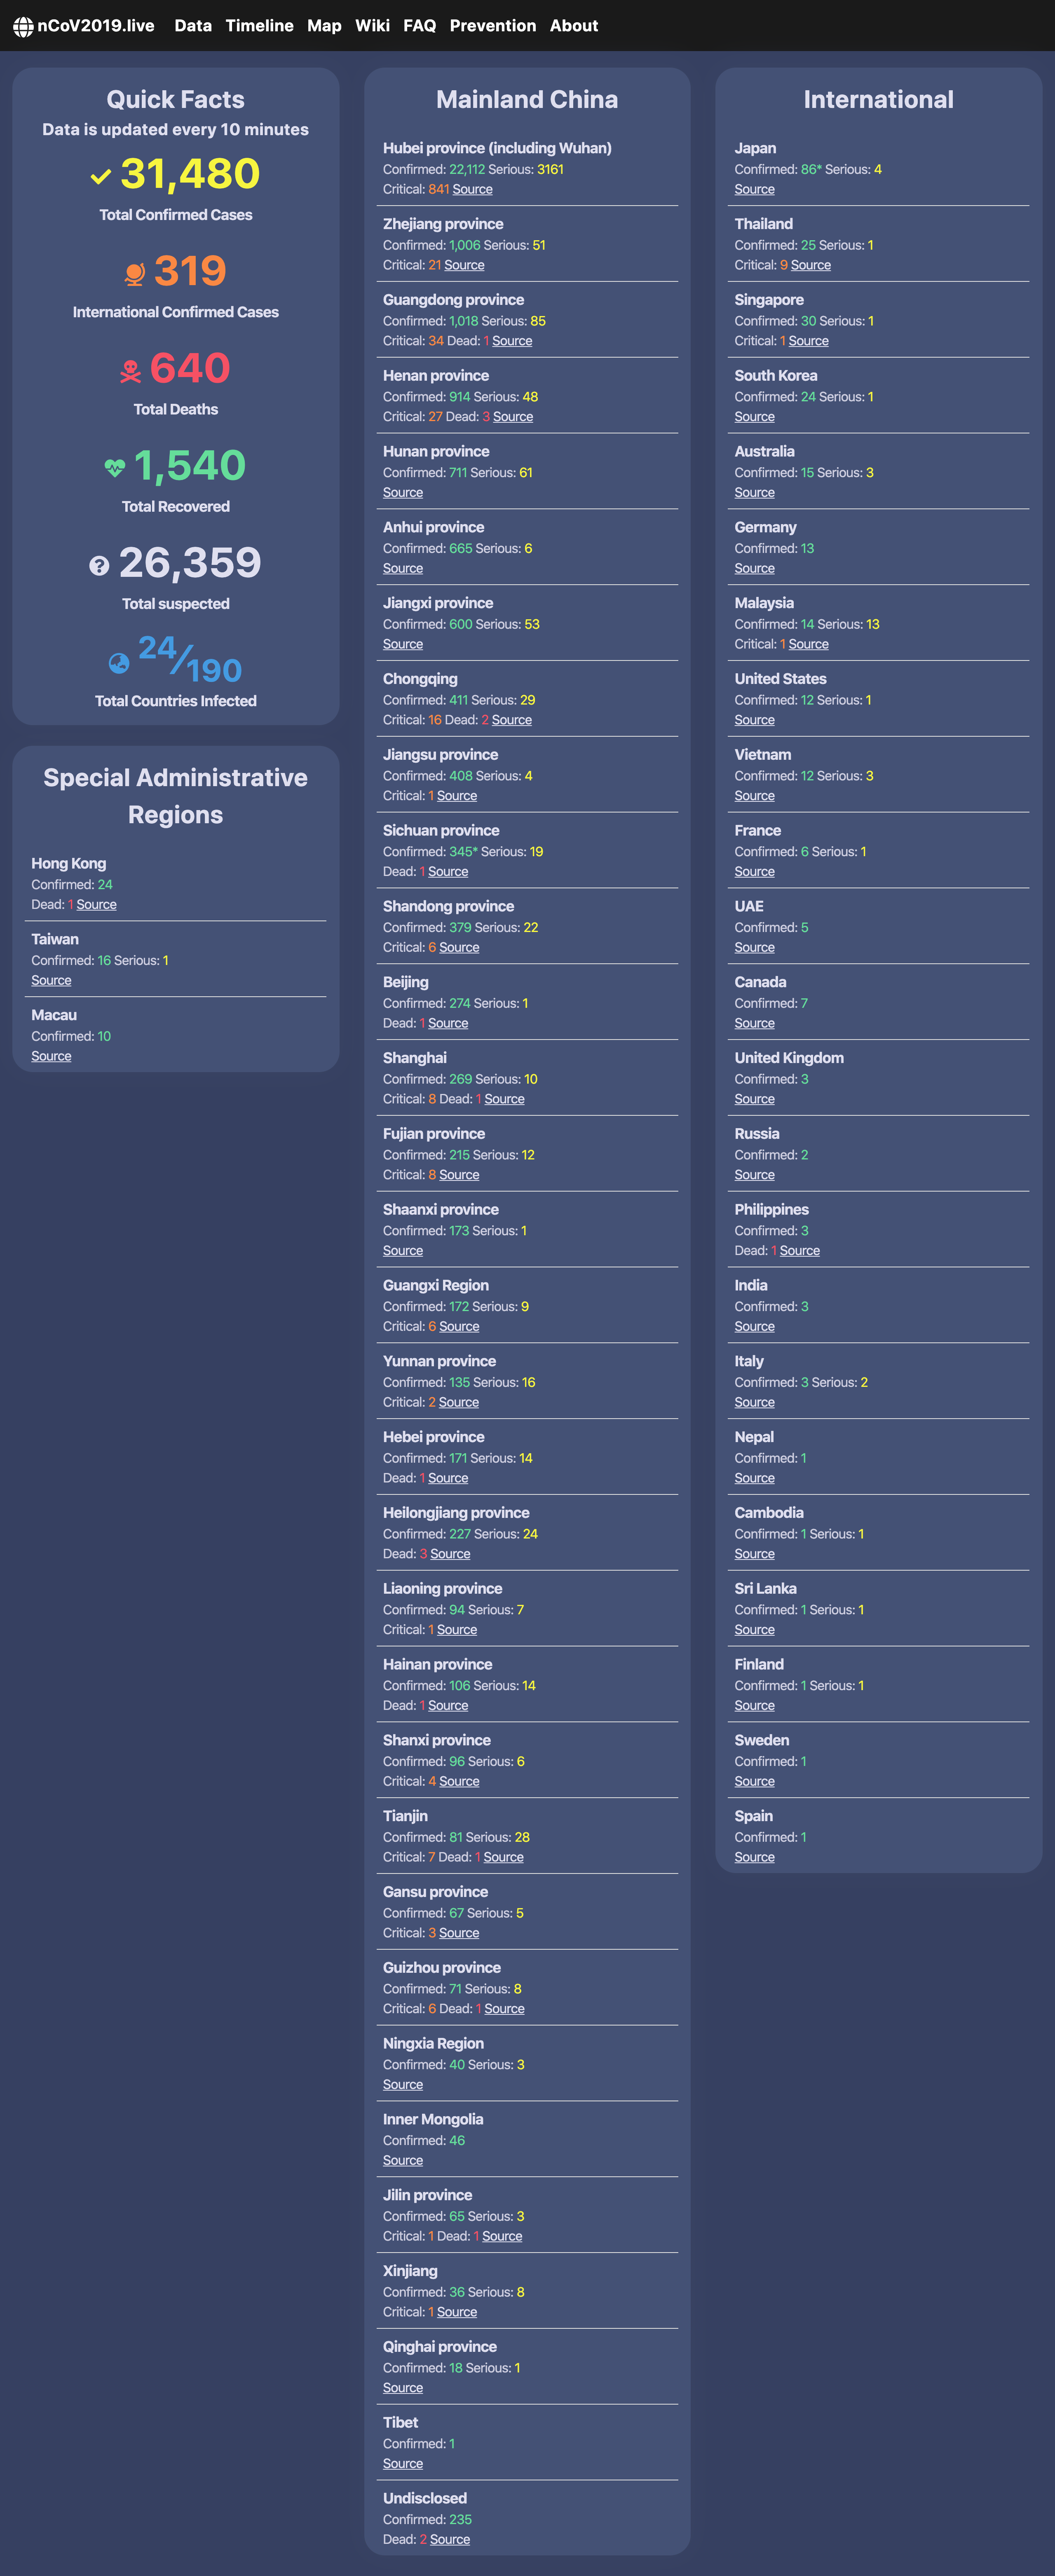 nCoV2019.live Data Timeline Map Wiki FAQ Prevention About
Quick Facts
Data is updated every 10 minutes
31,480
Total Confirmed Cases
319
International Confirmed Cases
640
Total Deaths
1,540
Total Recovered
26,359
Total suspected
24/190
Total Countries Infected
Special Administrative
Regions
Hong Kong
Confirmed: 24
Dead: 1 Source
Taiwan
Confirmed: 16 Serious: 1
Source
Macau
Confirmed: 10
Source
Mainland China
Hubei province (including Wuhan)
Confirmed: 22,112 Serious: 3161
Critical: 841 Source
Zhejiang province
Confirmed: 1,006 Serious: 51
Critical: 21 Source
Guangdong province
Confirmed: 1,018 Serious: 85
Critical: 34 Dead: 1 Source
Henan province
Confirmed: 914 Serious: 48
Critical: 27 Dead: 3 Source
Hunan province
Confirmed: 711 Serious: 61
Source
Anhui province
Confirmed: 665 Serious: 6
Source
Jiangxi province
Confirmed: 600 Serious: 53
Source
Chongqing
Confirmed: 411 Serious: 29
Critical: 16 Dead: 2 Source
Jiangsu province
Confirmed: 408 Serious: 4
Critical: 1 Source
Sichuan province
Confirmed: 345* Serious: 19
Dead: 1 Source
Shandong province
Confirmed: 379 Serious: 22
Critical: 6 Source
Beijing
Confirmed: 274 Serious: 1
Dead: 1 Source
Shanghai
Confirmed: 269 Serious: 10
Critical: 8 Dead: 1 Source
Fujian province
Confirmed: 215 Serious: 12
Critical: 8 Source
Shaanxi province
Confirmed: 173 Serious: 1
Source
Guangxi Region
Confirmed: 172 Serious: 9
Critical: 6 Source
Yunnan province
Confirmed: 135 Serious: 16
Critical: 2 Source
Hebei province
Confirmed: 171 Serious: 14
Dead: 1 Source
Heilongjiang province
Confirmed: 227 Serious: 24
Dead: 3 Source
Liaoning province
Confirmed: 94 Serious: 7
Critical: 1 Source
Hainan province
Confirmed: 106 Serious: 14
Dead: 1 Source
Shanxi province
Confirmed: 96 Serious: 6
Critical: 4 Source
Tianjin
Confirmed: 81 Serious: 28
Critical: 7 Dead: 1 Source
Gansu province
Confirmed: 67 Serious: 5
Critical: 3 Source
Guizhou province
Confirmed: 71 Serious: 8
Critical: 6 Dead: 1 Source
Ningxia Region
Confirmed: 40 Serious: 3
Source
Inner Mongolia
Confirmed: 46
Source
Jilin province
Confirmed: 65 Serious: 3
Critical: 1 Dead: 1 Source
Xinjiang
Confirmed: 36 Serious: 8
Critical: 1 Source
Qinghai province
Confirmed: 18 Serious: 1
Source
Tibet
Confirmed: 1
Source
Undisclosed
Confirmed: 235
Dead: 2 Source
International
Japan
Confirmed: 86* Serious: 4
Source
Thailand
Confirmed: 25 Serious: 1
Critical: 9 Source
Singapore
Confirmed: 30 Serious: 1
Critical: 1 Source
South Korea
Confirmed: 24 Serious: 1
Source
Australia
Confirmed: 15 Serious: 3
Source
Germany
Confirmed: 13
Source
Malaysia
Confirmed: 14 Serious: 13
Critical: 1 Source
United States
Confirmed: 12 Serious: 1
Source
Vietnam
Confirmed: 12 Serious: 3
Source
France
Confirmed: 6 Serious: 1
Source
UAE
Confirmed: 5
Source
Canada
Confirmed: 7
Source
United Kingdom
Confirmed: 3
Source
Russia
Confirmed: 2
Source
Philippines
Confirmed: 3
Dead: 1 Source
India
Confirmed: 3
Source
Italy
Confirmed: 3 Serious: 2
Source
Nepal
Confirmed: 1
Source
Cambodia
Confirmed: 1 Serious: 1
Source
Sri Lanka
Confirmed: 1 Serious: 1
Source
Finland
Confirmed: 1 Serious: 1
Source
Sweden
Confirmed: 1
Source
Spain
Confirmed: 1
Source